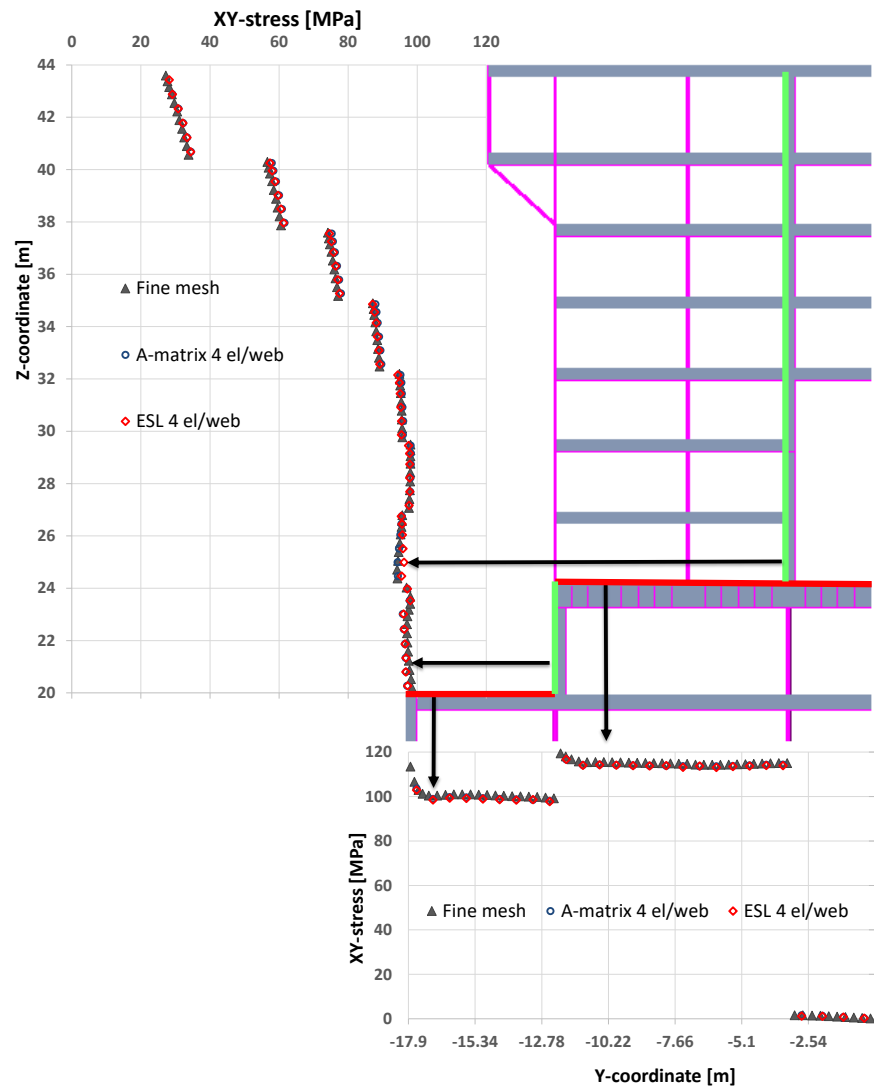 XY-stress [MPa]
0 20 40 60 80 100 120
44
42
40
38
36
34
32
30
28
26
24
22
20
Z-coordinate [m]
Fine mesh
A-matrix 4 el/web
ESL 4 el/web
120
100
80
60
40
20
0
XY-stress [MPa]
Fine mesh A-matrix 4 el/web ESL 4 el/web
-17.9 -15.34 -12.78 -10.22 -7.66 -5.1 -2.54
Y-coordinate [m]